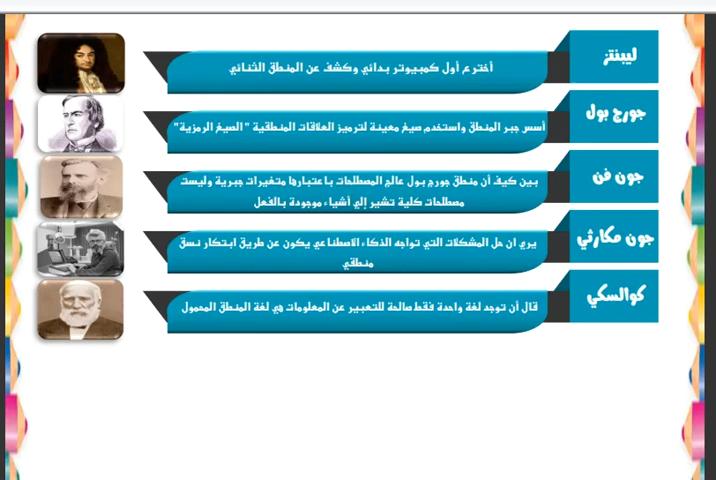 ليبنتز
أخترع أول كمبيوتر بدائي وكشف عن المنطق الثنائي
جورج بول
أسس جبر المنطق واستخدم صيغ معينة لترميز العلاقات المنطقية "الصيغ الرمزية"
جون فن
بين كيف أن منطق جورج بول عالج المصطلحات باعتبارها متغيرات جبرية وليست
مصطلحات كلية تشير إلي أشياء موجودة بالفعل
جون مكارثي
يري ان حل المشكلات التي تواجه الذكاء الاصطناعي يكون عن طريق ابتكار نسق
منطقي
كوالسكي
قال أن توجد لغة واحدة فقط صالحة للتعبير عن المعلومات هي لغة المنطق المحمول